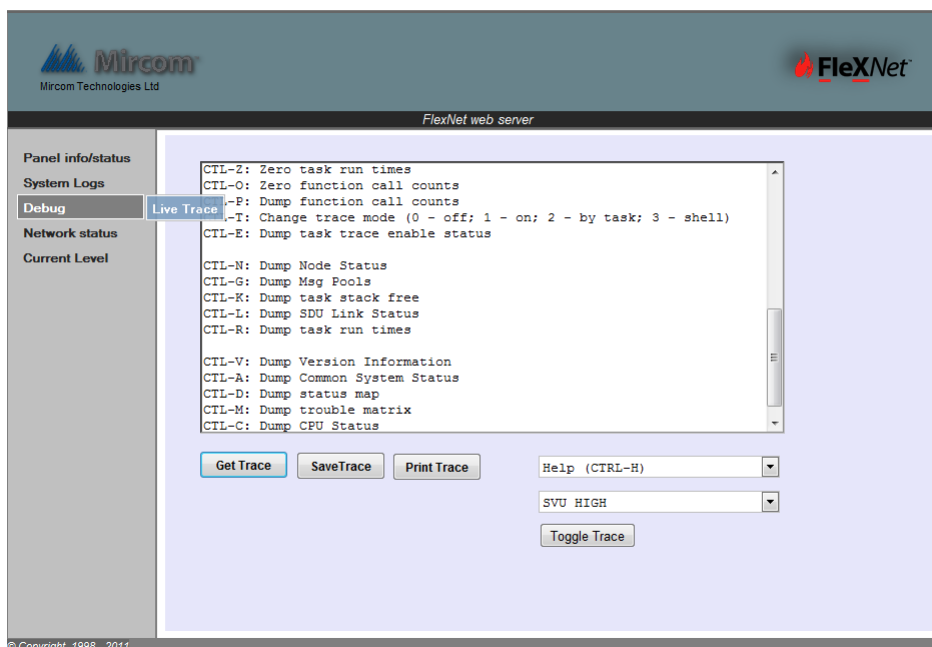 Mircom
Mircom Technologies Ltd
FleXNet
FlexNet web server
Panel info/status
System Logs
Debug
Live Trace
Network status
Current Level
CTL-Z: Zero task run times
CTL-O: Zero function call counts
-P: Dump function call counts
-T: Change trace mode (0 - off; 1 - on; 2 - by task; 3 - shell)
CTL-E: Dump task trace enable status
CTL-N: Dump Node Status
CTL-G: Dump Msg Pools
CTL-K: Dump task stack free
CTL-L: Dump SDU Link Status
CTL-R: Dump task run times
CTL-V: Dump Version Information
CTL-A: Dump Common System Status
CTL-D: Dump status map
CTL-M: Dump trouble matrix
CTL-C: Dump CPU Status
Get Trace SaveTrace Print Trace
Help (CTRL-H)
SVU HIGH
Toggle Trace
© Copyright 1998 - 2011